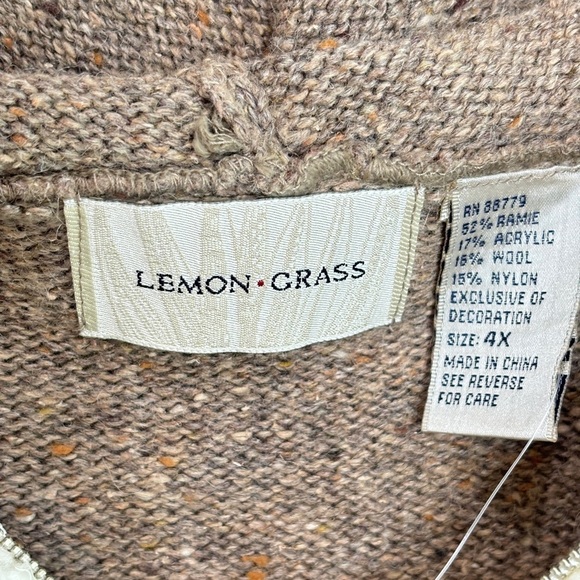 LEMON·GRASS
RN 88779
52% RAMIE
17% ACRYLIC
16% WOOL
15% NYLON
EXCLUSIVE OF
DECORATION
SIZE: 4X
MADE IN CHINA
SEE REVERSE
FOR CARE